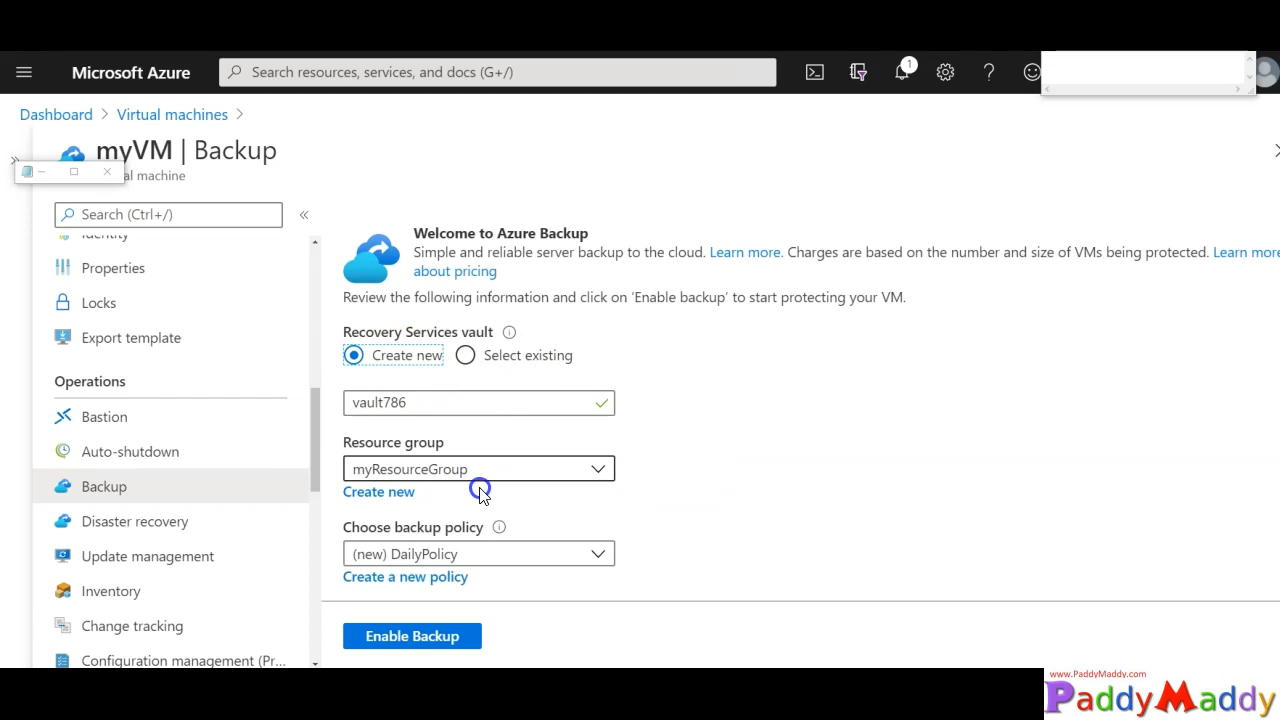 Microsoft Azure
Search resources, services, and docs (G+/)
1
Dashboard > Virtual machines >
myVM | Backup
Search (Ctrl+/)
«
Identity
Properties
Locks
Export template
Operations
Bastion
Auto-shutdown
Backup
Disaster recovery
Update management
Inventory
Change tracking
Configuration management (Pr...
Welcome to Azure Backup
Simple and reliable server backup to the cloud. Learn more. Charges are based on the number and size of VMs being protected. Learn more
about pricing
Review the following information and click on 'Enable backup' to start protecting your VM.
Recovery Services vault
Create new
Select existing
vault786
Resource group
myResourceGroup
Create new
Choose backup policy
(new) DailyPolicy
Create a new policy
Enable Backup
www.PaddyMaddy.com
PaddyMaddy